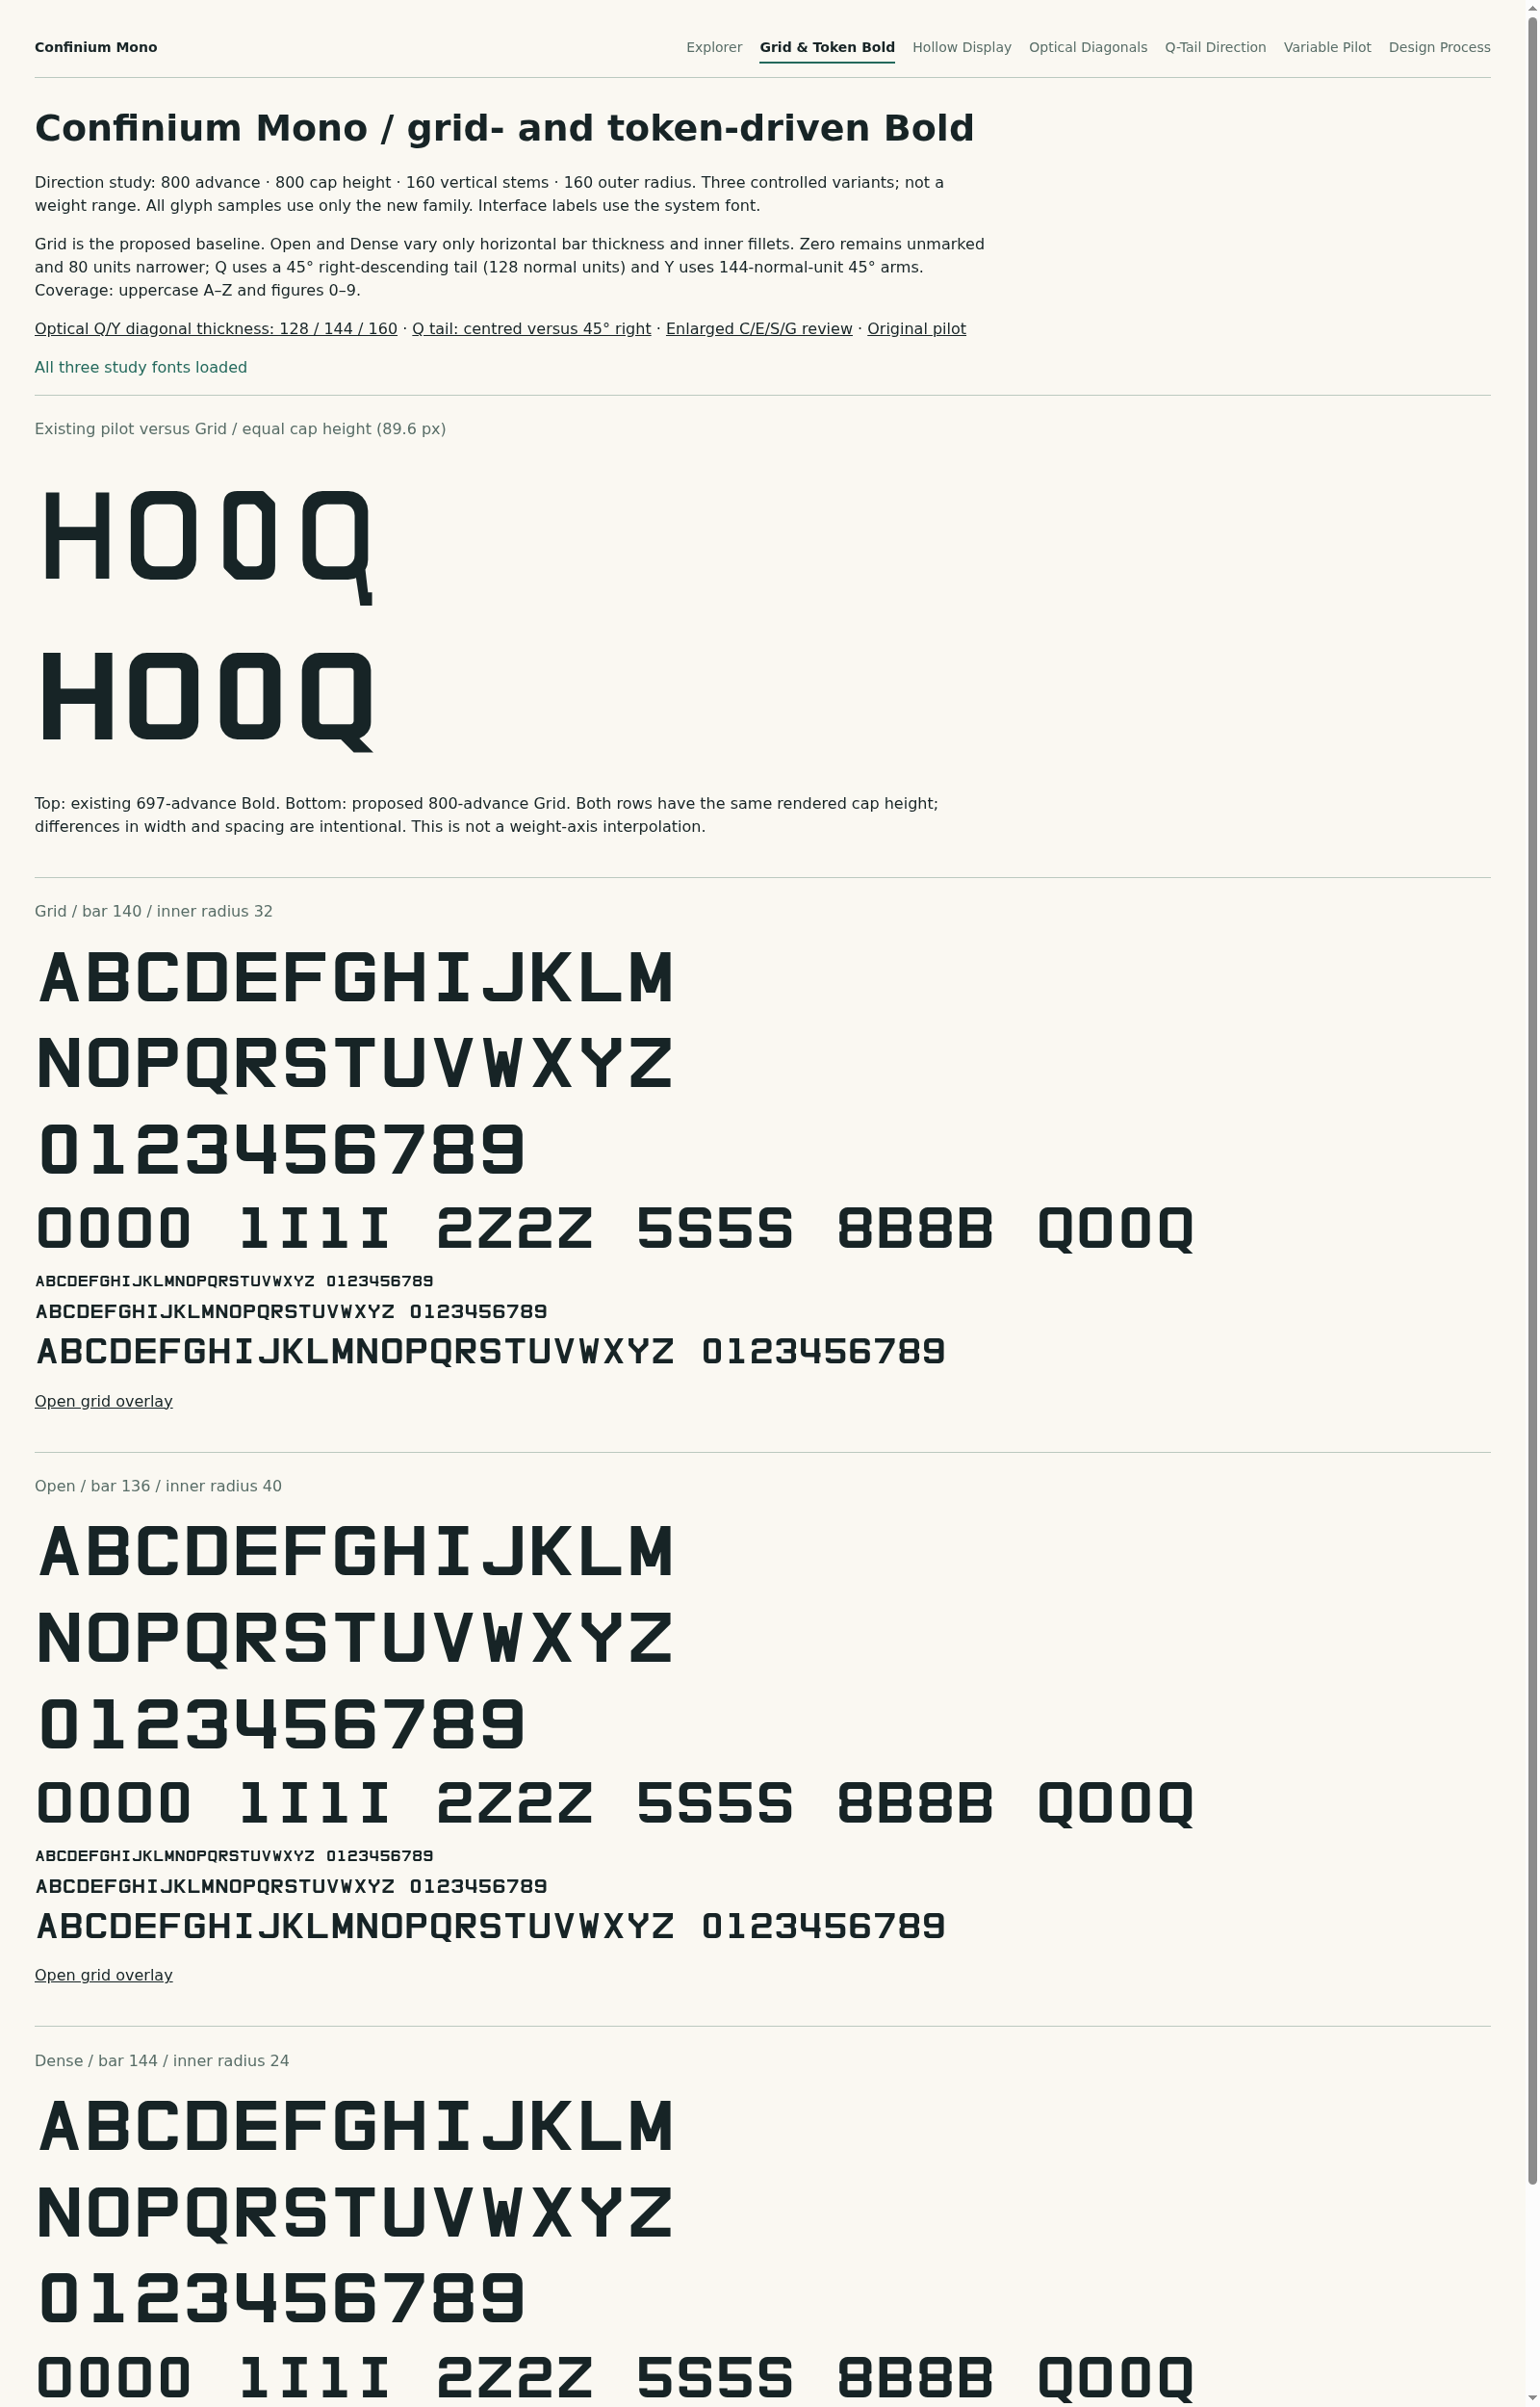 Confinium Mono
Explorer Grid & Token Bold Hollow Display Optical Diagonals Q-Tail Direction Variable Pilot Design Process
Confinium Mono / grid- and token-driven Bold
Direction study: 800 advance · 800 cap height · 160 vertical stems · 160 outer radius. Three controlled variants; not a
weight range. All glyph samples use only the new family. Interface labels use the system font.
Grid is the proposed baseline. Open and Dense vary only horizontal bar thickness and inner fillets. Zero remains unmarked
and 80 units narrower; Q uses a 45° right-descending tail (128 normal units) and Y uses 144-normal-unit 45° arms.
Coverage: uppercase A–Z and figures 0–9.
Optical Q/Y diagonal thickness: 128 / 144 / 160 · Q tail: centred versus 45° right · Enlarged C/E/S/G review · Original pilot
All three study fonts loaded
Existing pilot versus Grid / equal cap height (89.6 px)
HO0Q
HO0Q
Top: existing 697-advance Bold. Bottom: proposed 800-advance Grid. Both rows have the same rendered cap height;
differences in width and spacing are intentional. This is not a weight-axis interpolation.
Grid / bar 140 / inner radius 32
ABCDEFGHIJKLM
NOPQRSTUVWXYZ
0123456789
O0O0 1I1I 2Z2Z 5S5S 8B8B QO0Q
ABCDEFGHIJKLMNOPQRSTUVWXYZ 0123456789
ABCDEFGHIJKLMNOPQRSTUVWXYZ 0123456789
ABCDEFGHIJKLMNOPQRSTUVWXYZ 0123456789
Open grid overlay
Open / bar 136 / inner radius 40
ABCDEFGHIJKLM
NOPQRSTUVWXYZ
0123456789
O0O0 1I1I 2Z2Z 5S5S 8B8B QO0Q
ABCDEFGHIJKLMNOPQRSTUVWXYZ 0123456789
ABCDEFGHIJKLMNOPQRSTUVWXYZ 0123456789
ABCDEFGHIJKLMNOPQRSTUVWXYZ 0123456789
Open grid overlay
Dense / bar 144 / inner radius 24
ABCDEFGHIJKLM
NOPQRSTUVWXYZ
0123456789
O0O0 1I1I 2Z2Z 5S5S 8B8B QO0Q